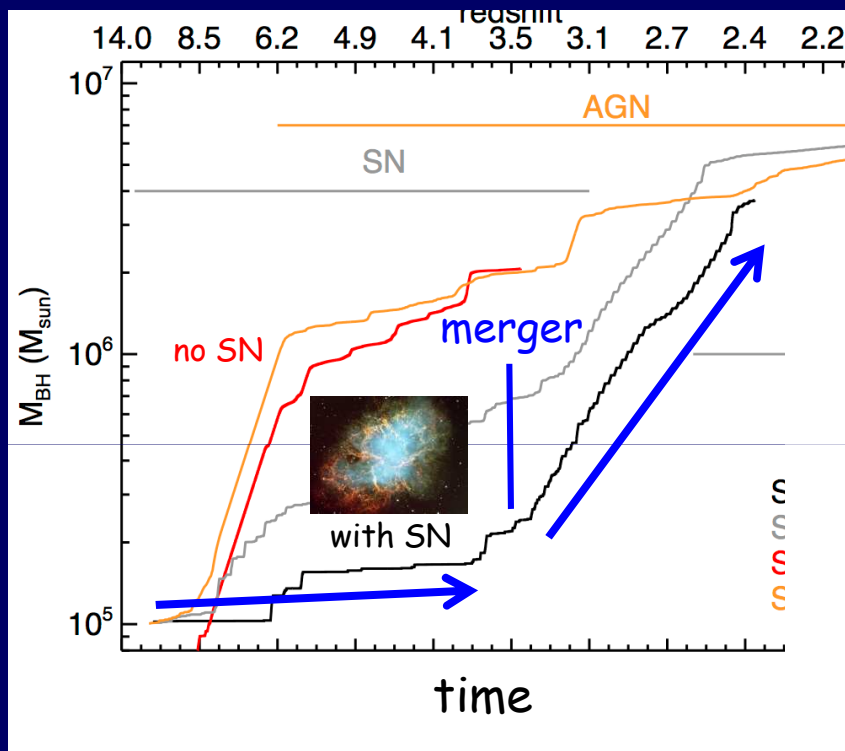 redshift
14.0 8.5 6.2 4.9 4.1 3.5 3.1 2.7 2.4 2.2
10^7
AGN
SN
M_BH (M_sun)
merger
10^6
no SN
with SN
S
S
S
S
10^5
time